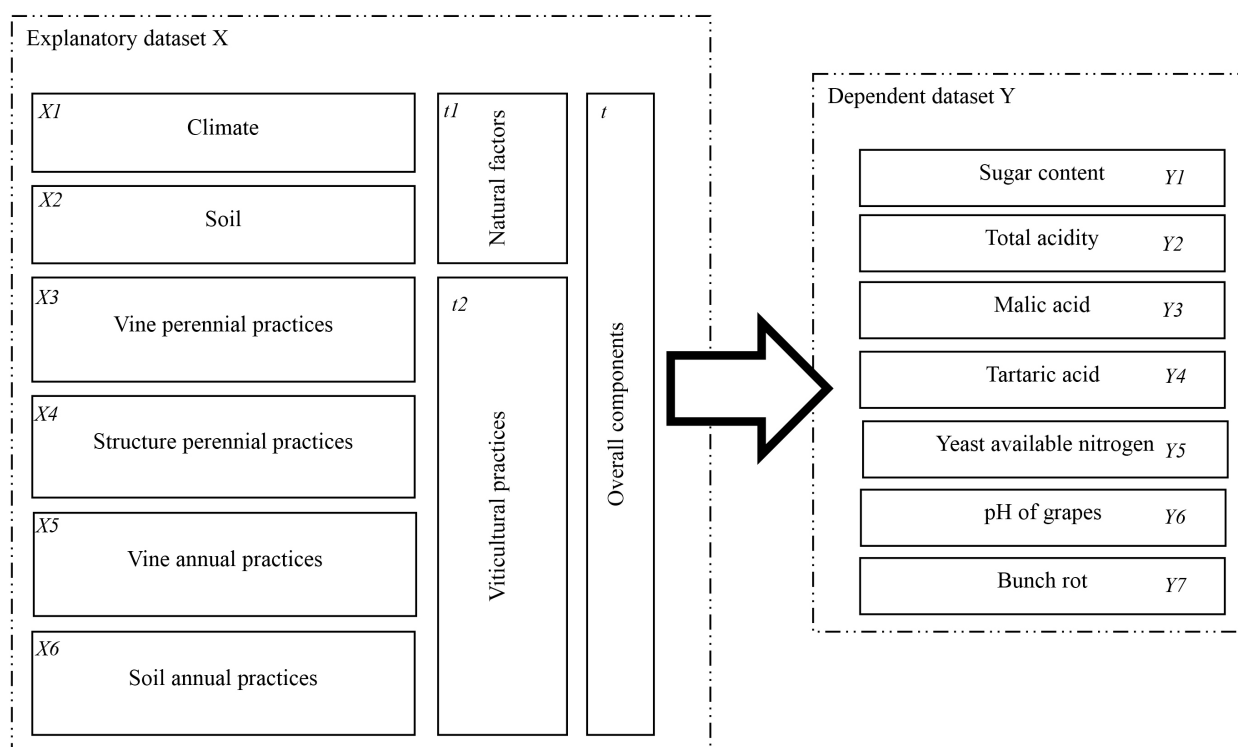 Explanatory dataset X
X1
Climate
X2
Soil
X3
Vine perennial practices
X4
Structure perennial practices
X5
Vine annual practices
X6
Soil annual practices
t1
Natural factors
t2
Viticultural practices
t
Overall components
Dependent dataset Y
Sugar content Y1
Total acidity Y2
Malic acid Y3
Tartaric acid Y4
Yeast available nitrogen Y5
pH of grapes Y6
Bunch rot Y7